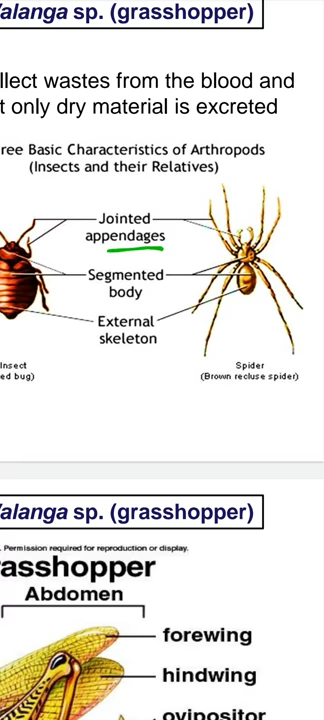 Valanga sp. (grasshopper)
llect wastes from the blood and
t only dry material is excreted
ree Basic Characteristics of Arthropods
(Insects and their Relatives)
Jointed
appendages
Segmented
body
External
skeleton
Insect
ed bug)
Spider
(Brown recluse spider)
Valanga sp. (grasshopper)
. Permission required for reproduction or display.
asshopper
Abdomen
forewing
hindwing
ovipositor